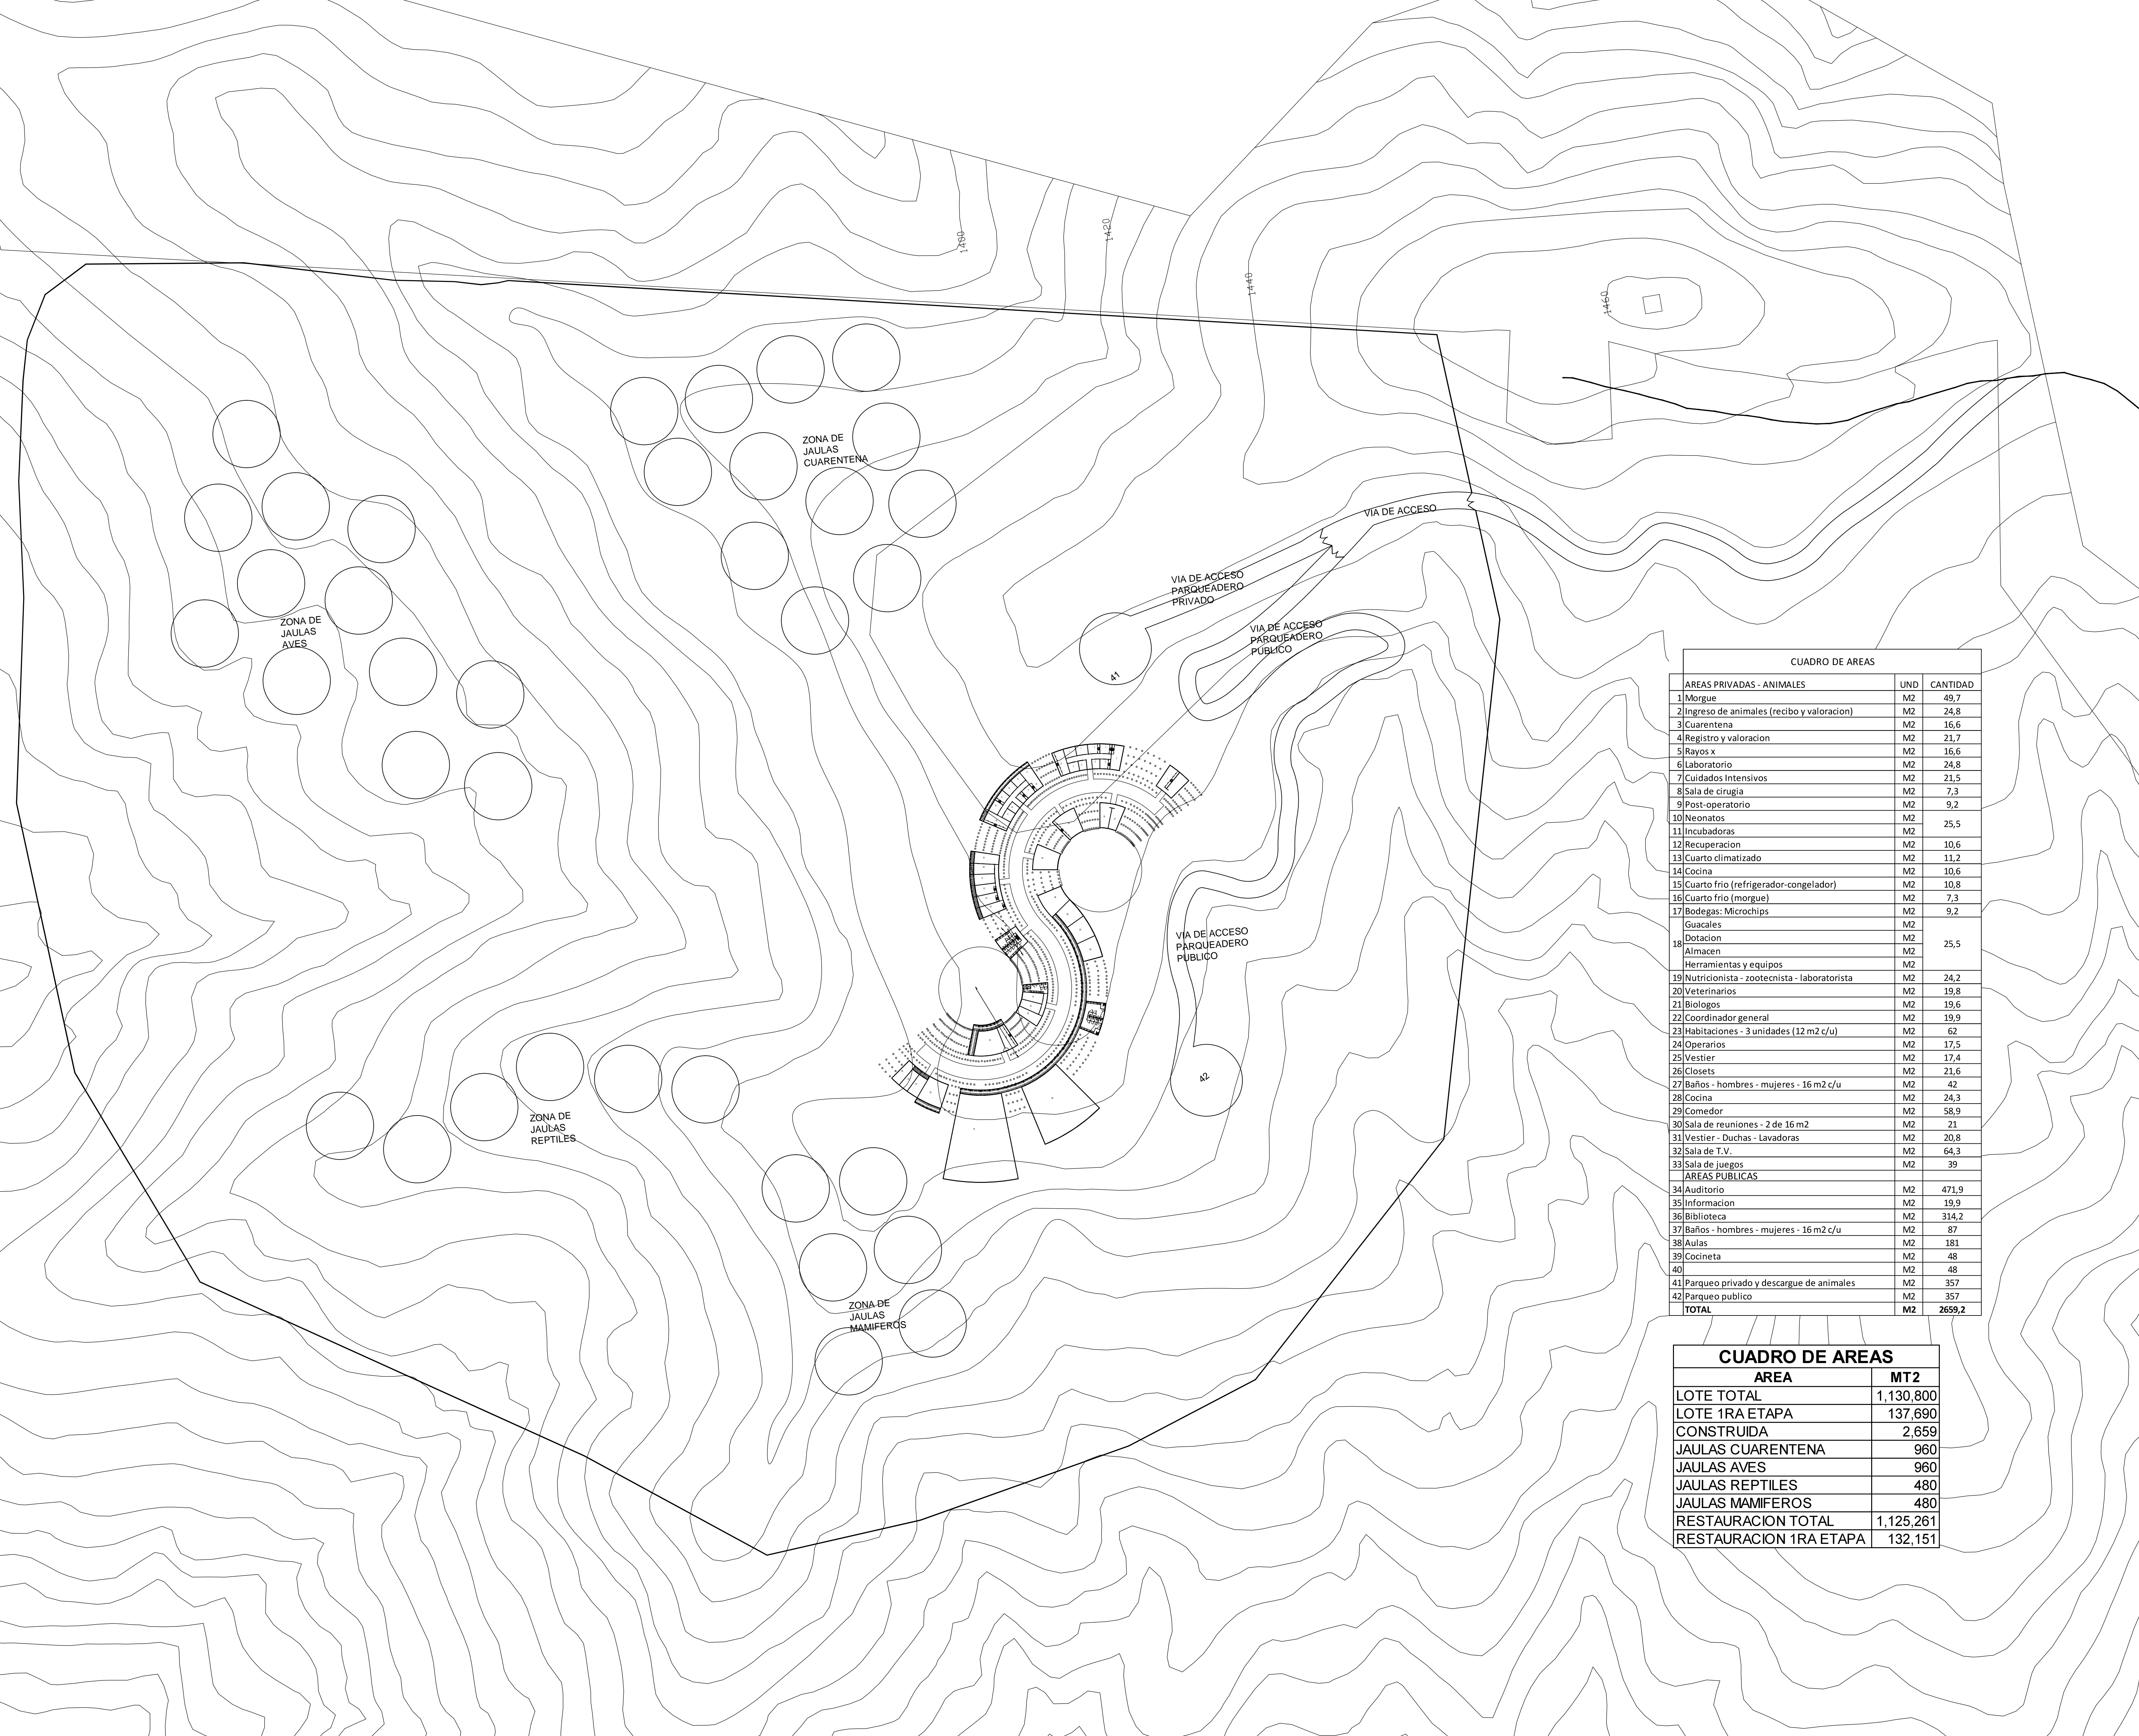 1400
1420
1440
1460
ZONA DE
JAULAS
CUARENTENA
VIA DE ACCESO
VIA DE ACCESO
PARQUEADERO
PRIVADO
ZONA DE
JAULAS
AVES
VIA DE ACCESO
PARQUEADERO
PUBLICO
41
VIA DE ACCESO
PARQUEADERO
PUBLICO
42
ZONA DE
JAULAS
REPTILES
ZONA DE
JAULAS
MAMIFEROS
CUADRO DE AREAS
AREAS PRIVADAS - ANIMALES UND CANTIDAD
1 Morgue M2 49,7
2 Ingreso de animales (recibo y valoracion) M2 24,8
3 Cuarentena M2 16,6
4 Registro y valoracion M2 21,7
5 Rayos x M2 16,6
6 Laboratorio M2 24,8
7 Cuidados Intensivos M2 21,5
8 Sala de cirugia M2 7,3
9 Post-operatorio M2 9,2
10 Neonatos M2 25,5
11 Incubadoras M2
12 Recuperacion M2 10,6
13 Cuarto climatizado M2 11,2
14 Cocina M2 10,6
15 Cuarto frio (refrigerador-congelador) M2 10,8
16 Cuarto frio (morgue) M2 7,3
17 Bodegas: Microchips M2 9,2
18 Guacales M2 25,5
Dotacion M2
Almacen M2
Herramientas y equipos M2
19 Nutricionista - zootecnista - laboratorista M2 24,2
20 Veterinarios M2 19,8
21 Biologos M2 19,6
22 Coordinador general M2 19,9
23 Habitaciones - 3 unidades (12 m2 c/u) M2 62
24 Operarios M2 17,5
25 Vestier M2 17,4
26 Closets M2 21,6
27 Baños - hombres - mujeres - 16 m2 c/u M2 42
28 Cocina M2 24,3
29 Comedor M2 58,9
30 Sala de reuniones - 2 de 16 m2 M2 21
31 Vestier - Duchas - Lavadoras M2 20,8
32 Sala de T.V. M2 64,3
33 Sala de juegos M2 39
AREAS PUBLICAS
34 Auditorio M2 471,9
35 Informacion M2 19,9
36 Biblioteca M2 314,2
37 Baños - hombres - mujeres - 16 m2 c/u M2 87
38 Aulas M2 181
39 Cocineta M2 48
40 M2 48
41 Parqueo privado y descargue de animales M2 357
42 Parqueo publico M2 357
TOTAL M2 2659,2
CUADRO DE AREAS
AREA MT2
LOTE TOTAL 1,130,800
LOTE 1RA ETAPA 137,690
CONSTRUIDA 2,659
JAULAS CUARENTENA 960
JAULAS AVES 960
JAULAS REPTILES 480
JAULAS MAMIFEROS 480
RESTAURACION TOTAL 1,125,261
RESTAURACION 1RA ETAPA 132,151